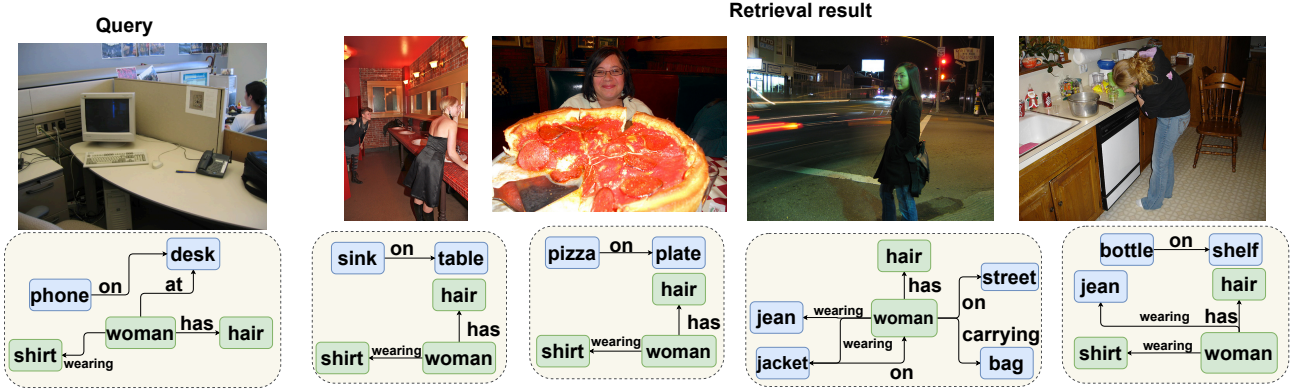 Query
Retrieval result
desk
on
at
phone
woman
has
hair
shirt
wearing
sink
on
table
hair
has
shirt
wearing
woman
pizza
on
plate
hair
has
shirt
wearing
woman
hair
has
street
jean
wearing
woman
on
wearing
carrying
jacket
on
bag
bottle
on
shelf
jean
hair
wearing
has
shirt
wearing
woman